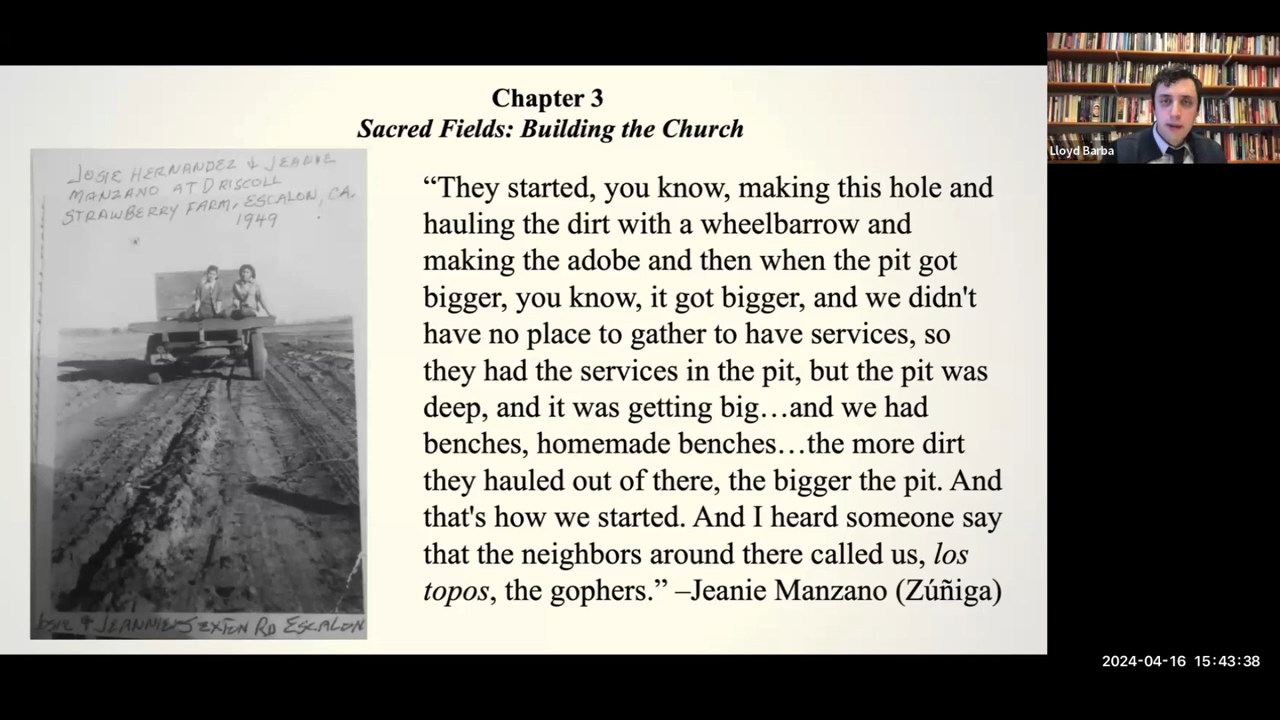 Chapter 3
Sacred Fields: Building the Church
JOSIE HERNANDEZ & JEANIE
MANZANO AT DRISCOLL
STRAWBERRY FARM, ESCALON, CA.
1949
“They started, you know, making this hole and
hauling the dirt with a wheelbarrow and
making the adobe and then when the pit got
bigger, you know, it got bigger, and we didn't
have no place to gather to have services, so
they had the services in the pit, but the pit was
deep, and it was getting big…and we had
benches, homemade benches…the more dirt
they hauled out of there, the bigger the pit. And
that's how we started. And I heard someone say
that the neighbors around there called us, los
topos, the gophers.” –Jeanie Manzano (Zúñiga)
JOSIE & JEANNIE SEXTON RD ESCALON
Lloyd Barba
2024-04-16 15:43:38